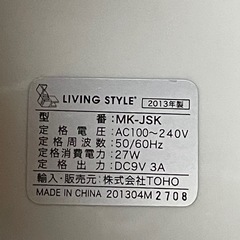 LIVING STYLE 2013年製
型番:MK-JSK
定格電圧:AC100~240V
定格周波数:50/60Hz
定格消費電力:27W
定格出力:DC9V 3A
輸入・販売元:株式会社TOHO
MADE IN CHINA 201304M 2708